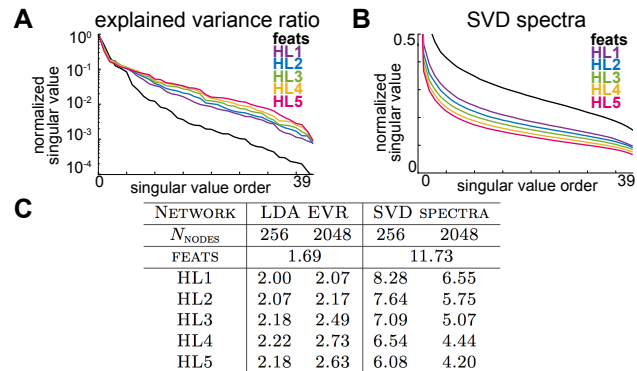 A explained variance ratio
10^0
10^-1
10^-2
10^-3
10^-4
normalized
singular value
feats
HL1
HL2
HL3
HL4
HL5
0 39
singular value order
B SVD spectra
0.5
0
normalized
singular value
feats
HL1
HL2
HL3
HL4
HL5
0 39
singular value order
C
NETWORK LDA EVR SVD SPECTRA
N_NODES 256 2048 256 2048
FEATS 1.69 11.73
HL1 2.00 2.07 8.28 6.55
HL2 2.07 2.17 7.64 5.75
HL3 2.18 2.49 7.09 5.07
HL4 2.22 2.73 6.54 4.44
HL5 2.18 2.63 6.08 4.20